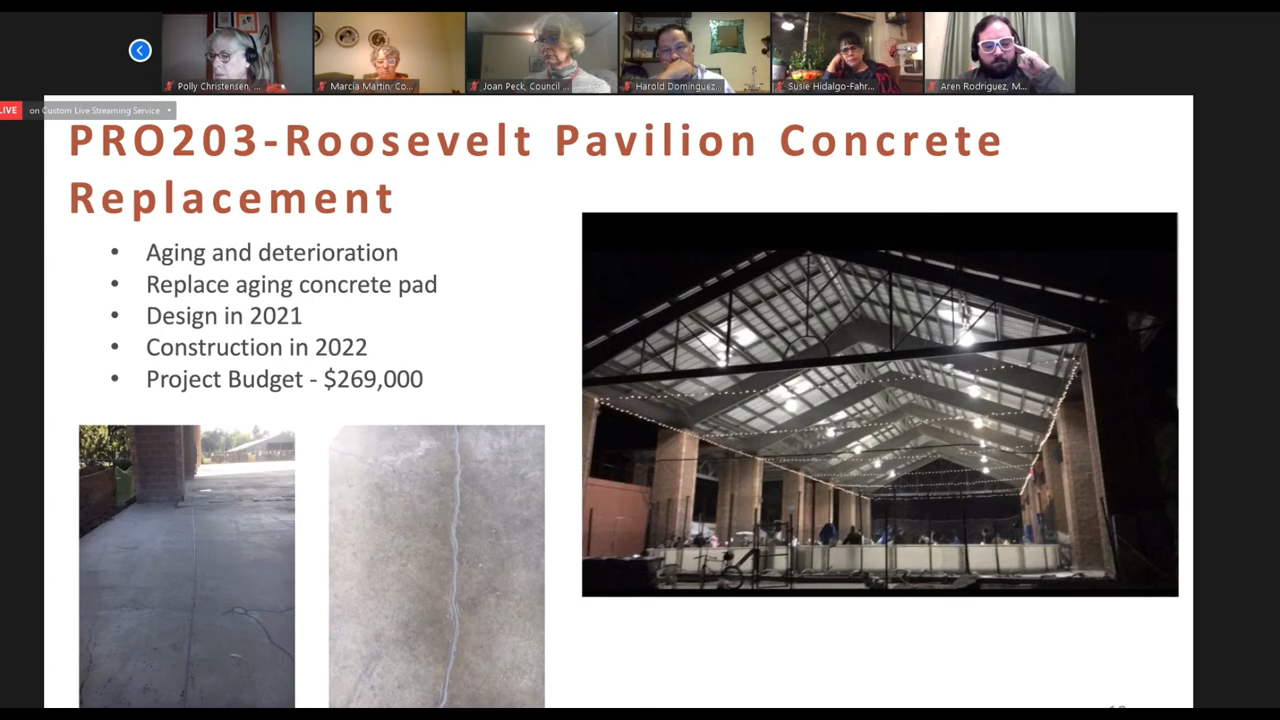 Polly Christensen, ...
Marcia Martin, Co...
Joan Peck, Council ...
Harold Dominguez...
Susie Hidalgo-Fahr...
Aren Rodriguez, M...
LIVE
on Custom Live Streaming Service
PRO203-Roosevelt Pavilion Concrete
Replacement
• Aging and deterioration
• Replace aging concrete pad
• Design in 2021
• Construction in 2022
• Project Budget - $269,000